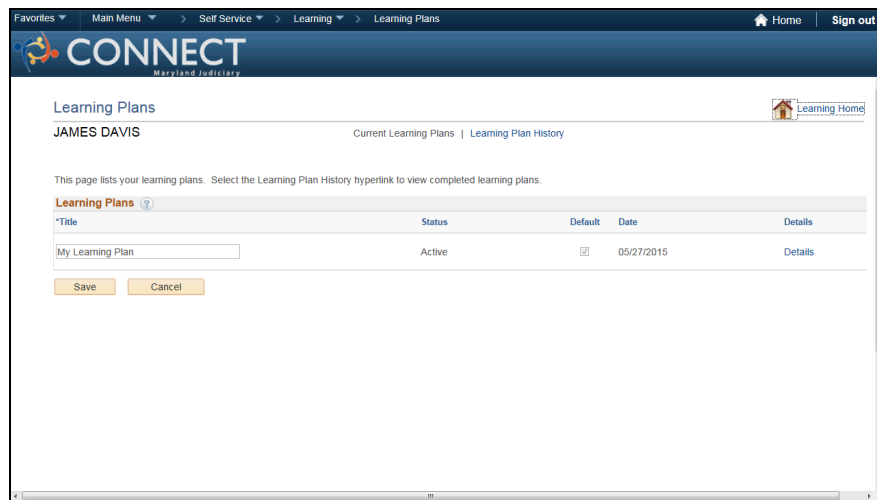 Favorites Main Menu > Self Service > Learning > Learning Plans Home Sign out
CONNECT
Maryland Judiciary
Learning Plans Learning Home
JAMES DAVIS Current Learning Plans | Learning Plan History
This page lists your learning plans. Select the Learning Plan History hyperlink to view completed learning plans.
Learning Plans ?
*Title Status Default Date Details
My Learning Plan Active 05/27/2015 Details
Save Cancel